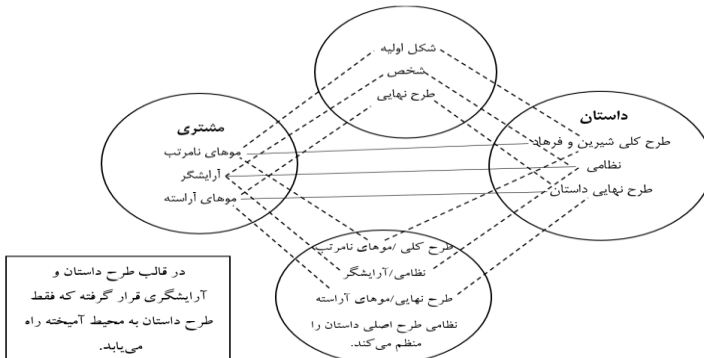 شکل اولیه
شخص
طرح نهایی
داستان
طرح کلی شیرین و فرهاد
نظامی
طرح نهایی داستان
مشتری
موهای نامرتب
آرایشگر
موهای آراسته
طرح کلی /موهای نامرتب
نظامی/آرایشگر
طرح نهایی/موهای آراسته
نظامی طرح اصلی داستان را
منظم می‌کند.
در قالب طرح داستان و
آرایشگری قرار گرفته که فقط
طرح داستان به محیط آمیخته راه
می‌یابد.